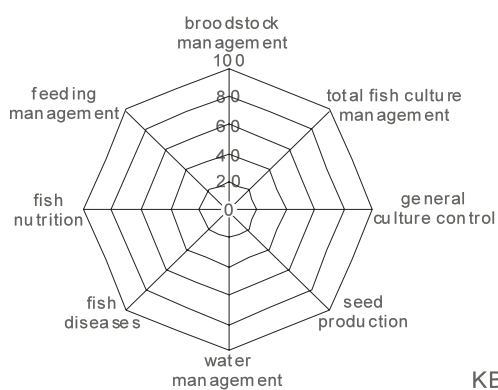 broodstock
management
100
80
60
40
20
0
total fish culture
management
general
culture control
seed
production
water
management
fish
diseases
fish
nutrition
feeding
management
KE